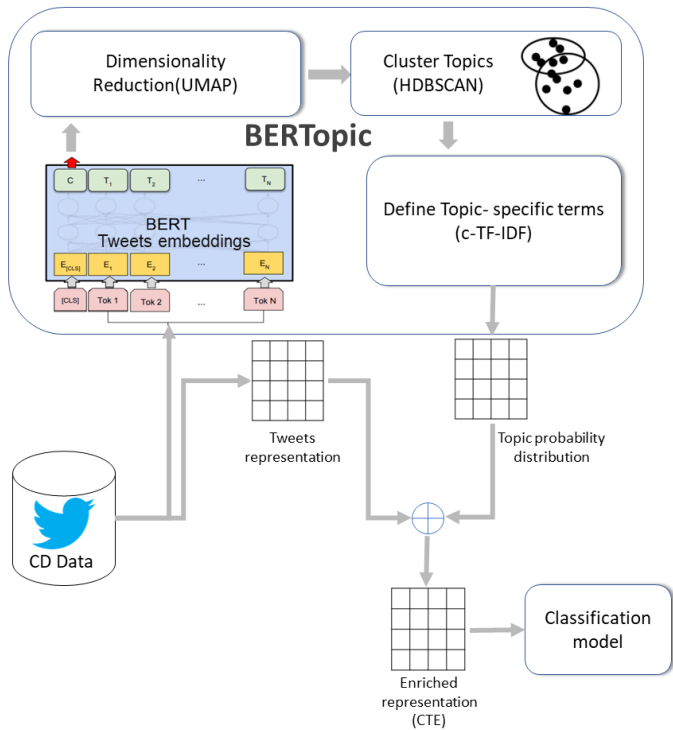 Dimensionality
Reduction(UMAP)
Cluster Topics
(HDBSCAN)
BERTopic
C T1 T2 ... TN
BERT
Tweets embeddings
E[CLS] E1 E2 ... EN
[CLS] Tok 1 Tok 2 ... Tok N
Define Topic- specific terms
(c-TF-IDF)
Tweets
representation
Topic probability
distribution
CD Data
Enriched
representation
(CTE)
Classification
model